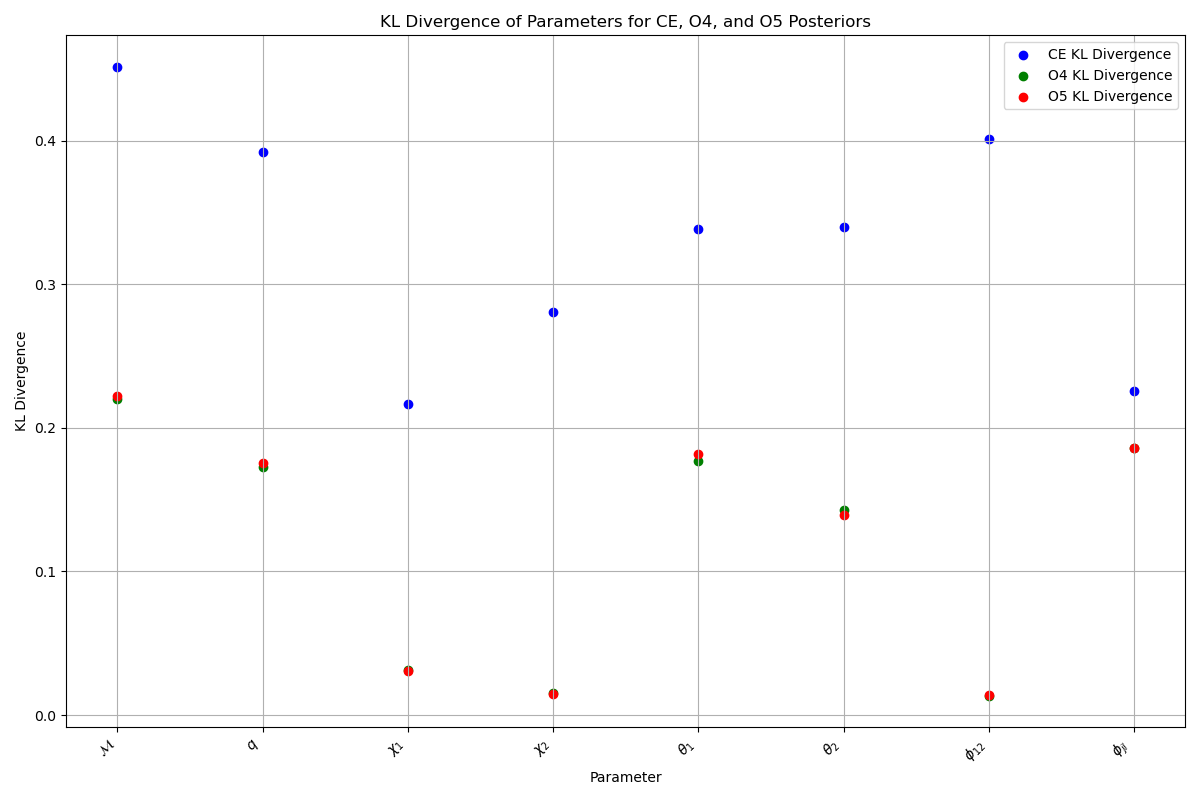 KL Divergence of Parameters for CE, O4, and O5 Posteriors
CE KL Divergence
O4 KL Divergence
O5 KL Divergence
KL Divergence
0.4
0.3
0.2
0.1
0.0
ℳ
q
χ₁
χ₂
θ₁
θ₂
ϕ₁₂
ϕⱼₗ
Parameter